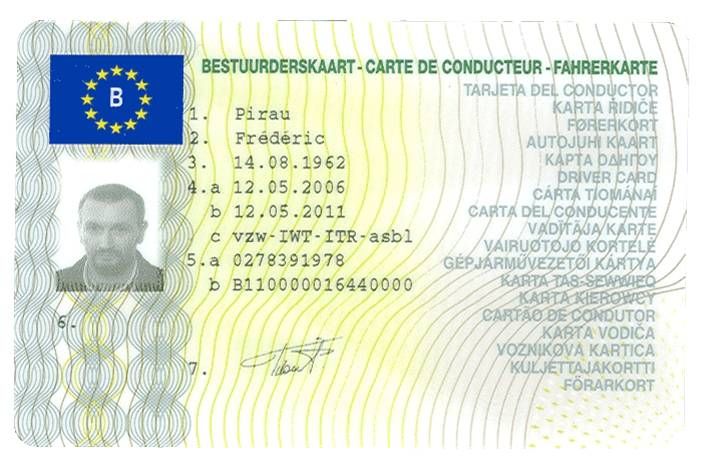 BESTUURDERSKAART - CARTE DE CONDUCTEUR - FAHRERKARTE
B
TARJETA DEL CONDUCTOR
KARTA ŘIDIČE
FØRERKORT
AUTOJUHI KAART
ΚΑΡΤΑ ΟΔΗΓΟΥ
DRIVER CARD
CÁRTA TIOMÁNAÍ
CARTA DEL CONDUCENTE
VADĪTĀJA KARTE
VAIRUOTOJO KORTELĖ
GÉPJÁRMŰVEZETŐI KÁRTYA
KARTA TAS-SEWWIEQ
KARTA KIEROWCY
CARTÃO DE CONDUTOR
KARTA VODIČA
VOZNIKOVA KARTICA
KULJETTAJAKORTTI
FÖRARKORT
1. Pirau
2. Frédéric
3. 14.08.1962
4.a 12.05.2006
b 12.05.2011
c vzw-IWT-ITR-asbl
5.a 0278391978
b B110000016440000
6.
7.